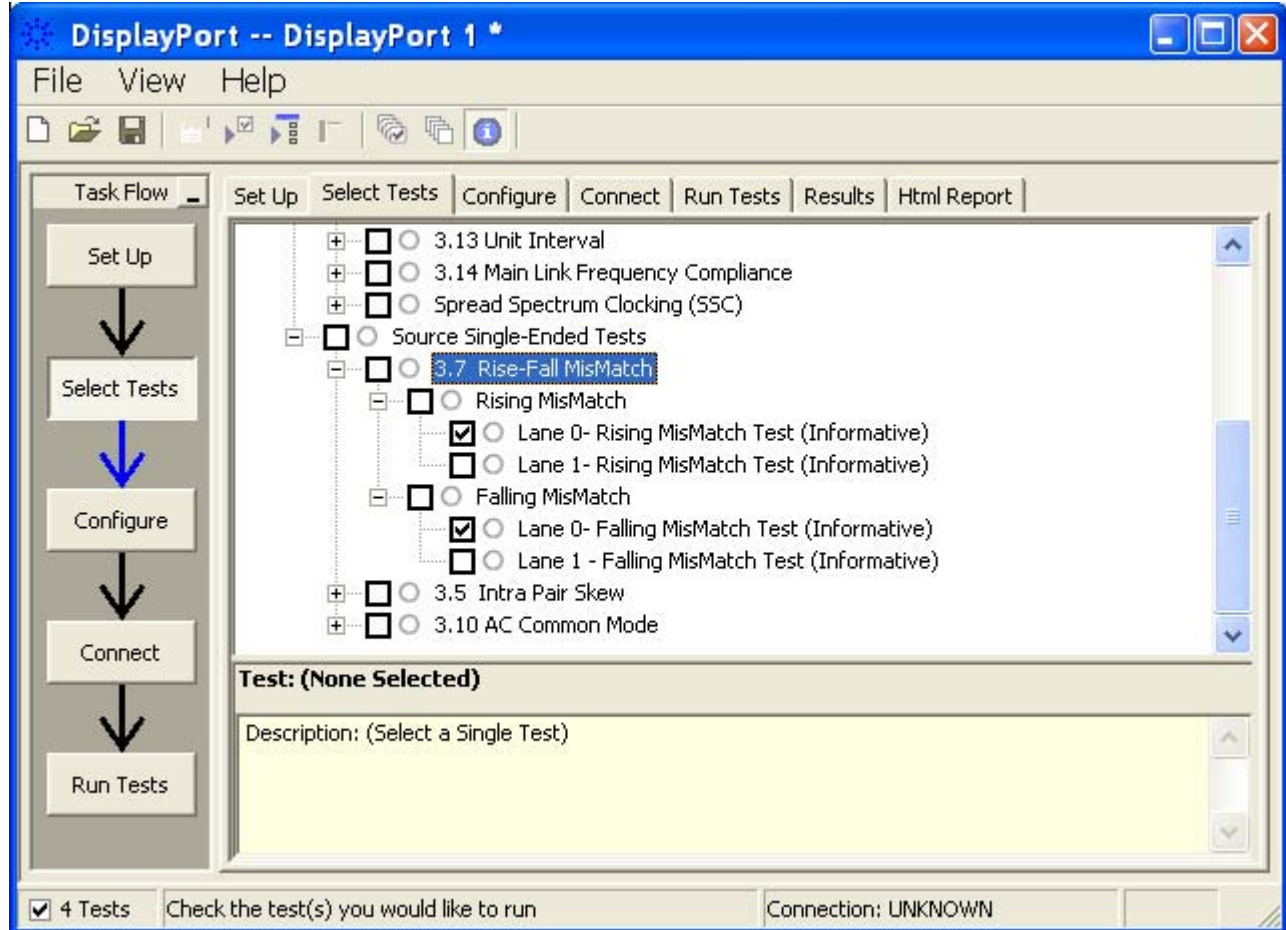 DisplayPort -- DisplayPort 1 *
File View Help
Task Flow
Set Up
Select Tests
Configure
Connect
Run Tests
Set Up Select Tests Configure Connect Run Tests Results Html Report
3.13 Unit Interval
3.14 Main Link Frequency Compliance
Spread Spectrum Clocking (SSC)
Source Single-Ended Tests
3.7 Rise-Fall MisMatch
Rising MisMatch
Lane 0- Rising MisMatch Test (Informative)
Lane 1- Rising MisMatch Test (Informative)
Falling MisMatch
Lane 0- Falling MisMatch Test (Informative)
Lane 1 - Falling MisMatch Test (Informative)
3.5 Intra Pair Skew
3.10 AC Common Mode
Test: (None Selected)
Description: (Select a Single Test)
4 Tests Check the test(s) you would like to run Connection: UNKNOWN